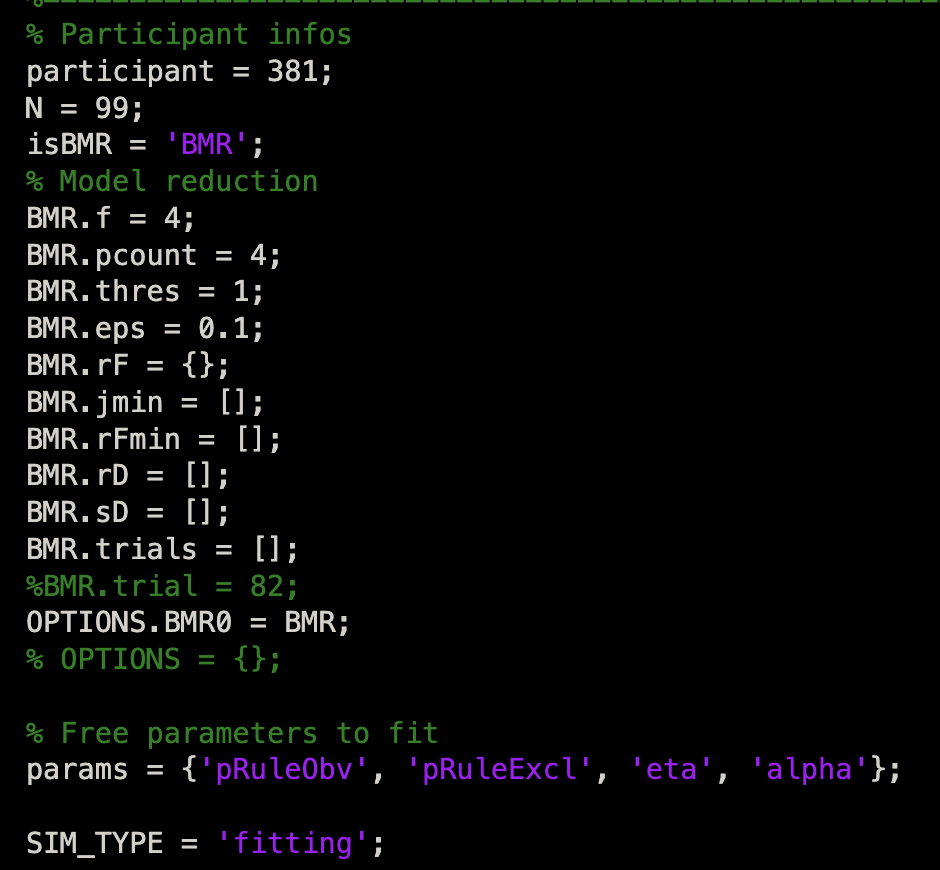 % Participant infos
participant = 381;
N = 99;
isBMR = 'BMR';
% Model reduction
BMR.f = 4;
BMR.pcount = 4;
BMR.thres = 1;
BMR.eps = 0.1;
BMR.rF = {};
BMR.jmin = [];
BMR.rFmin = [];
BMR.rD = [];
BMR.sD = [];
BMR.trials = [];
%BMR.trial = 82;
OPTIONS.BMR0 = BMR;
% OPTIONS = {};
% Free parameters to fit
params = {'pRuleObv', 'pRuleExcl', 'eta', 'alpha'};
SIM_TYPE = 'fitting';